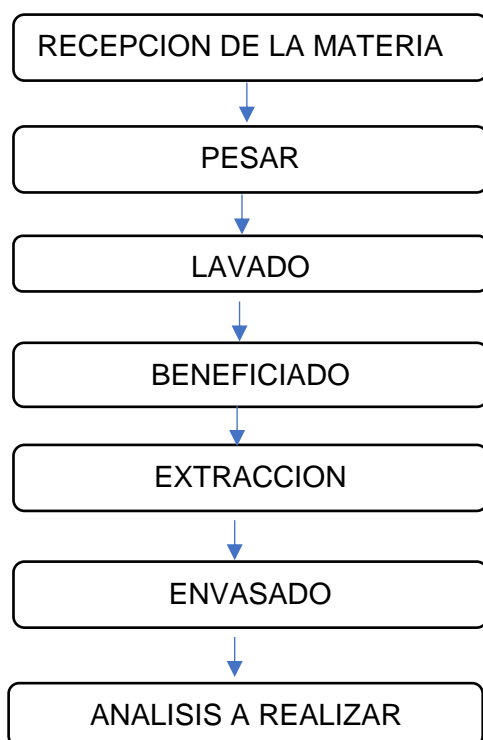 RECEPCION DE LA MATERIA
PESAR
LAVADO
BENEFICIADO
EXTRACCION
ENVASADO
ANALISIS A REALIZAR